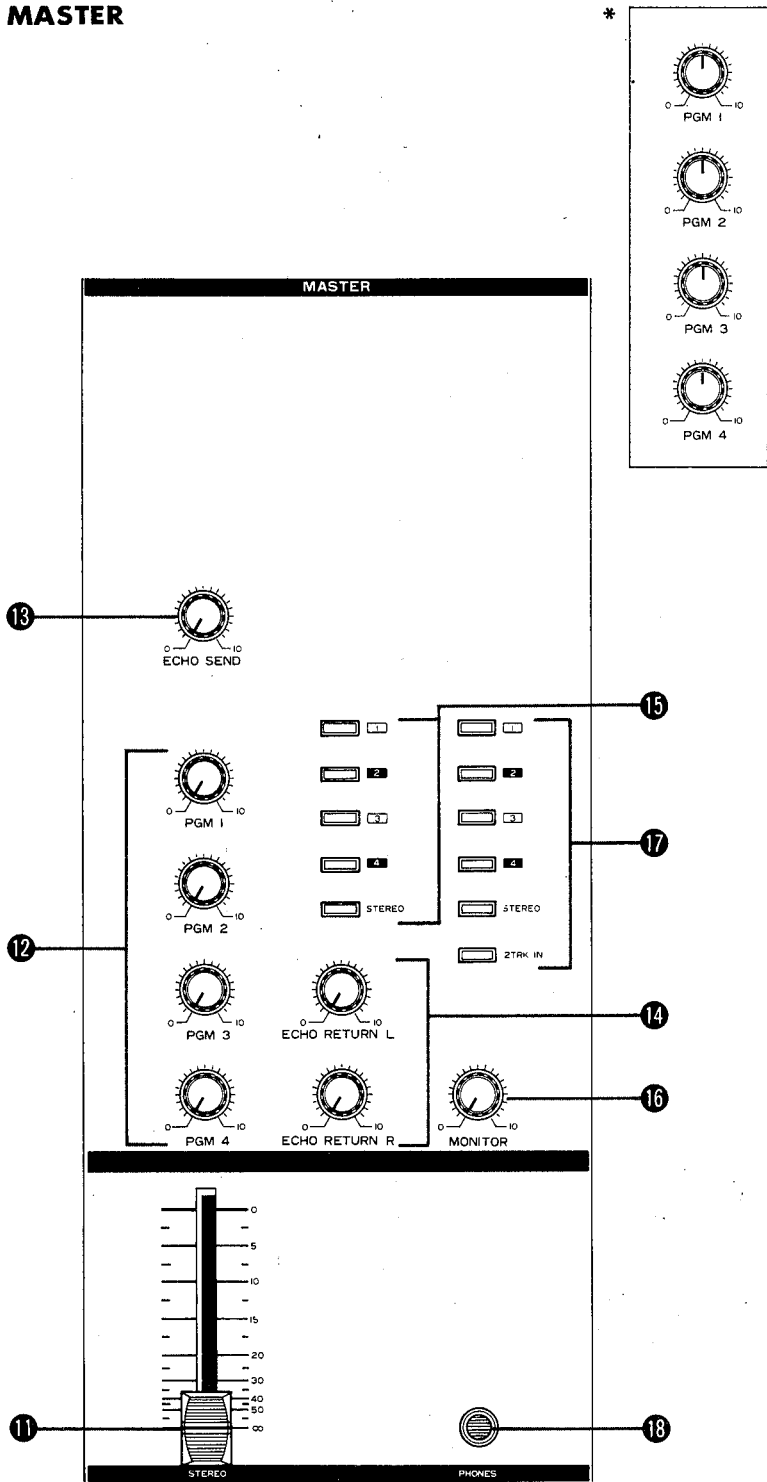 MASTER
*
0 10
PGM 1
0 10
PGM 2
0 10
PGM 3
0 10
PGM 4
MASTER
13
0 10
ECHO SEND
15
1 1
2 2
3 3
4 4
STEREO STEREO
2TRK IN
17
12
0 10
PGM 1
0 10
PGM 2
0 10 0 10
PGM 3 ECHO RETURN L
14
0 10 0 10 0 10
PGM 4 ECHO RETURN R MONITOR
16
0
5
10
15
20
30
40
50
∞
11
18
STEREO PHONES